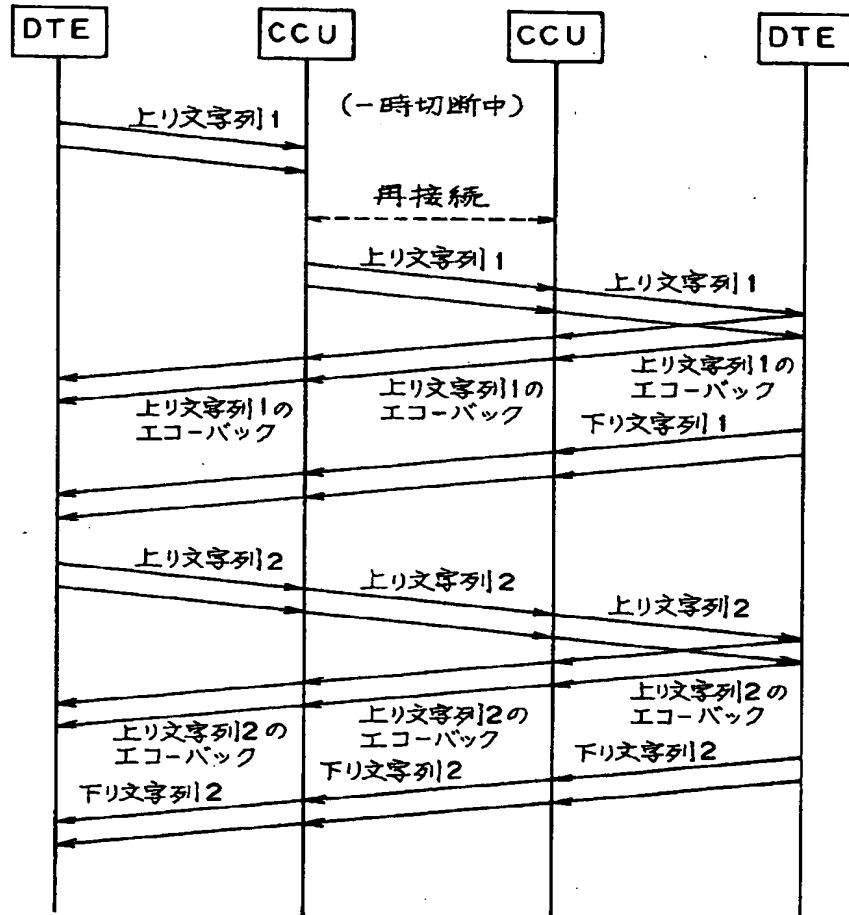 DTE
CCU
CCU
DTE
(一時切断中)
上り文字列1
再接続
上り文字列1
上り文字列1
上り文字列1の
エコーバック
上り文字列1の
エコーバック
上り文字列1の
エコーバック
下り文字列1
上り文字列2
上り文字列2
上り文字列2
上り文字列2の
エコーバック
上り文字列2の
エコーバック
上り文字列2の
エコーバック
下り文字列2
下り文字列2
下り文字列2